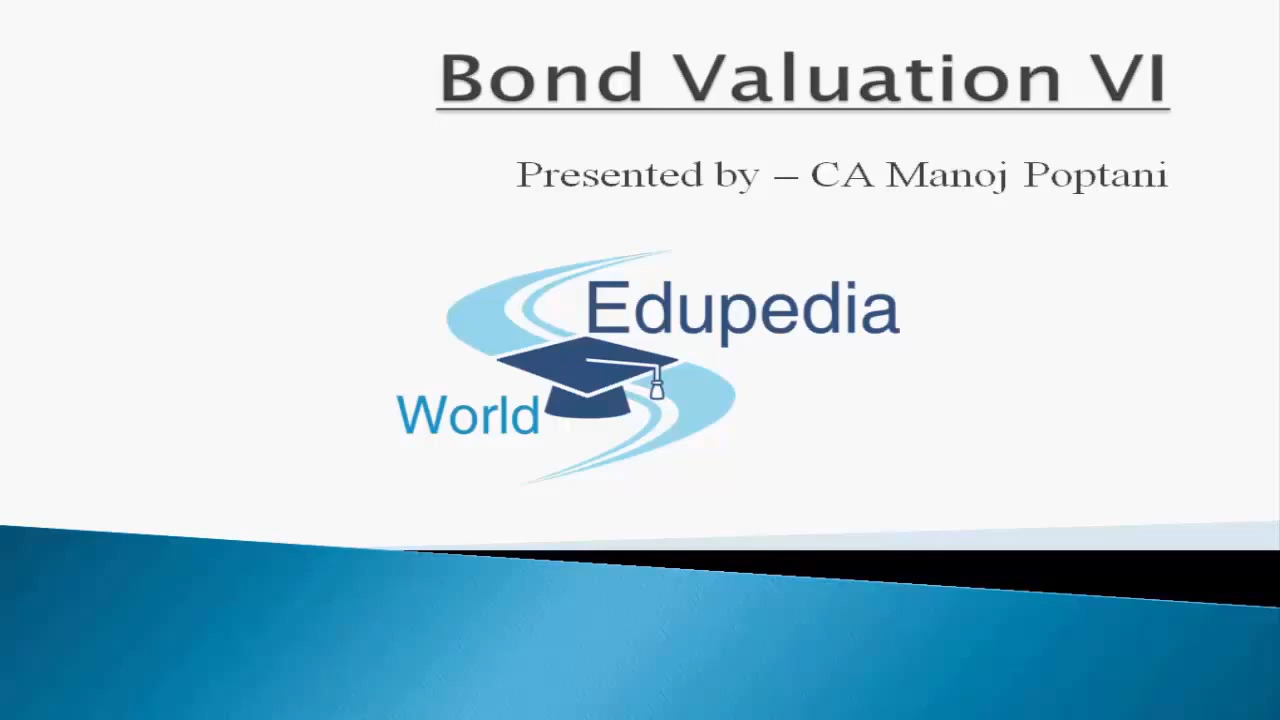 Bond Valuation VI
Presented by – CA Manoj Poptani
Edupedia
World